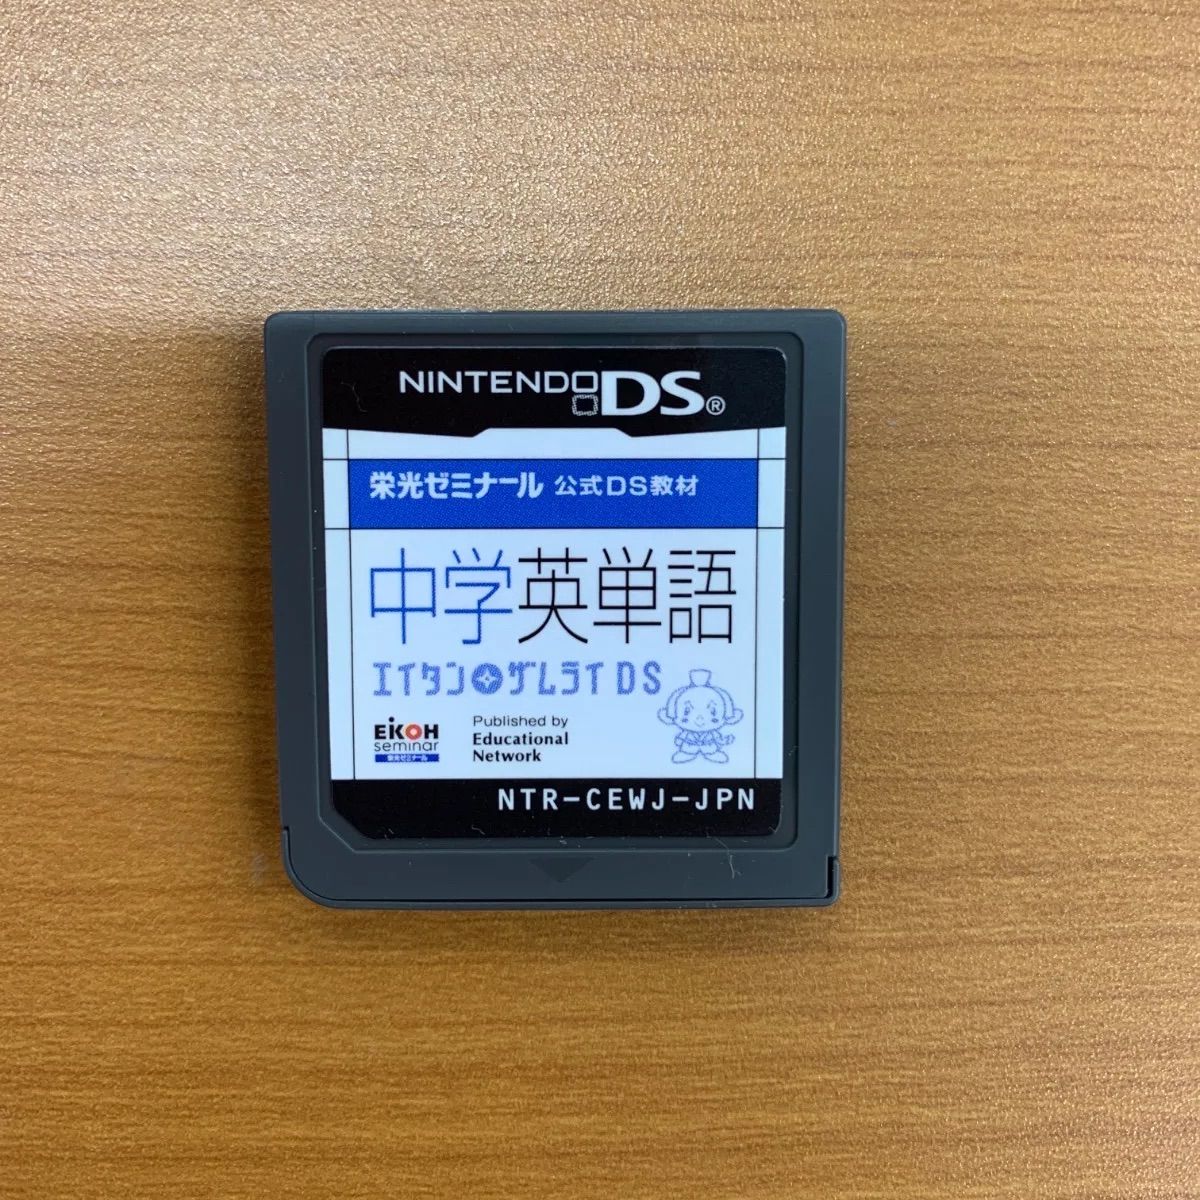 NINTENDO DS®
栄光ゼミナール 公式DS教材
中学英単語
エイタン ザムライ DS
EiKOH
seminar
栄光ゼミナール
Published by
Educational
Network
NTR-CEWJ-JPN